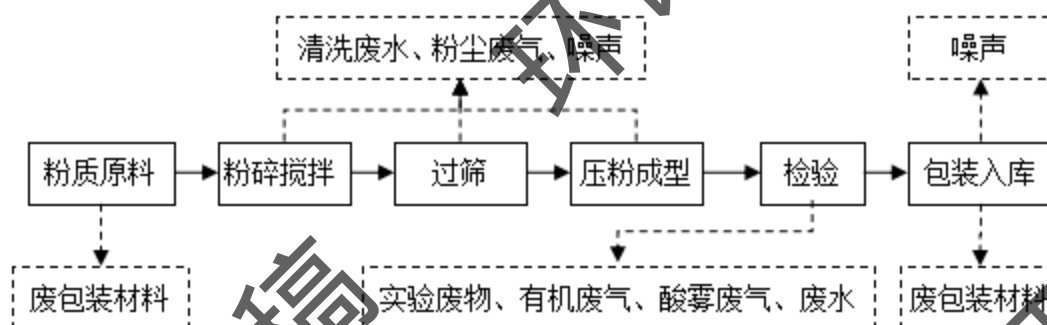 清洗废水、粉尘废气、噪声
噪声
粉质原料
粉碎搅拌
过筛
压粉成型
检验
包装入库
废包装材料
实验废物、有机废气、酸雾废气、废水
废包装材料
稿
环